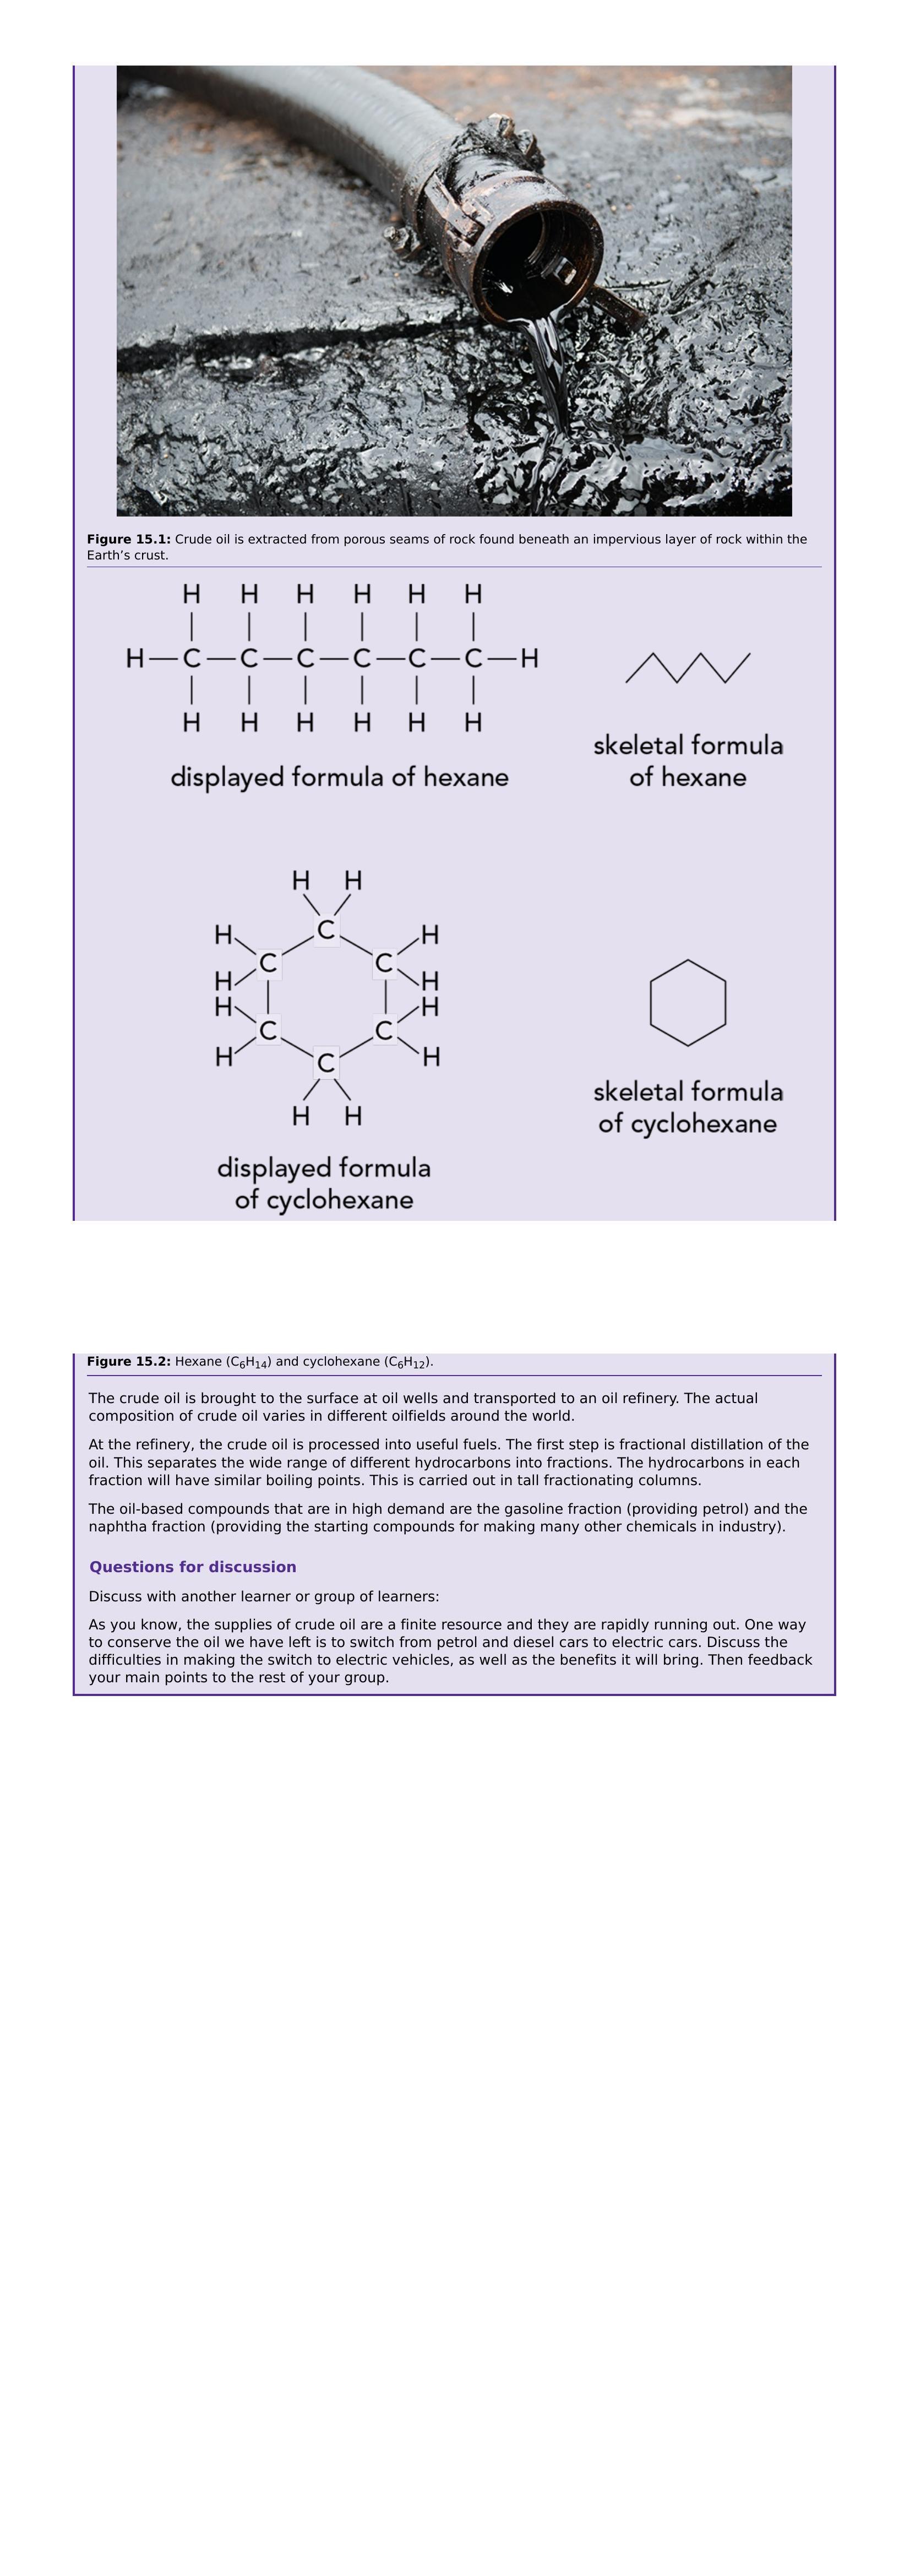 Figure 15.1: Crude oil is extracted from porous seams of rock found beneath an impervious layer of rock within the
Earth’s crust.
H H H H H H
H—C—C—C—C—C—C—H
H H H H H H
displayed formula of hexane
skeletal formula
of hexane
H H
C
H H
C C
H H
H H
C C
H H
C
H H
displayed formula
of cyclohexane
skeletal formula
of cyclohexane
Figure 15.2: Hexane (C₆H₁₄) and cyclohexane (C₆H₁₂).
The crude oil is brought to the surface at oil wells and transported to an oil refinery. The actual
composition of crude oil varies in different oilfields around the world.
At the refinery, the crude oil is processed into useful fuels. The first step is fractional distillation of the
oil. This separates the wide range of different hydrocarbons into fractions. The hydrocarbons in each
fraction will have similar boiling points. This is carried out in tall fractionating columns.
The oil-based compounds that are in high demand are the gasoline fraction (providing petrol) and the
naphtha fraction (providing the starting compounds for making many other chemicals in industry).
Questions for discussion
Discuss with another learner or group of learners:
As you know, the supplies of crude oil are a finite resource and they are rapidly running out. One way
to conserve the oil we have left is to switch from petrol and diesel cars to electric cars. Discuss the
difficulties in making the switch to electric vehicles, as well as the benefits it will bring. Then feedback
your main points to the rest of your group.